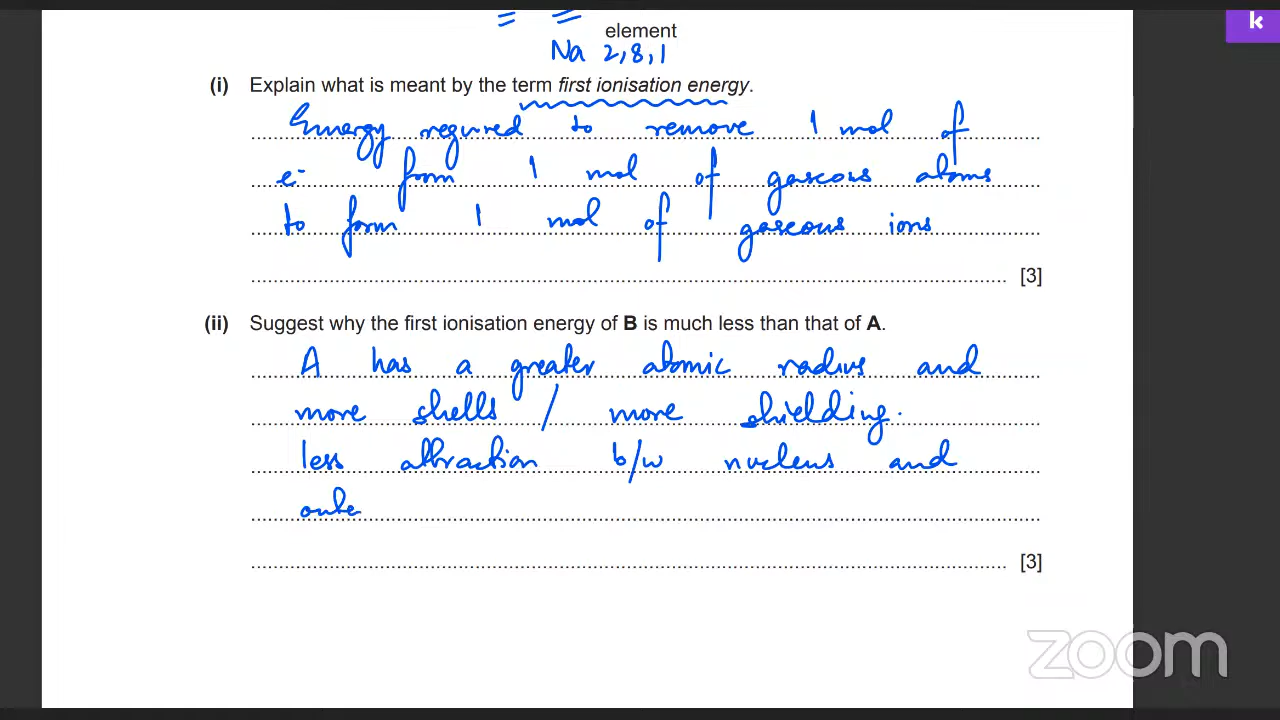 element
Na 2,8,1
k
(i) Explain what is meant by the term first ionisation energy.
Energy required to remove 1 mol of
e- form 1 mol of gaseous atoms
to form 1 mol of gaseous ions
[3]
(ii) Suggest why the first ionisation energy of B is much less than that of A.
A has a greater atomic radius and
more shells / more shielding.
less attraction b/w nucleus and
oute
[3]
zoom